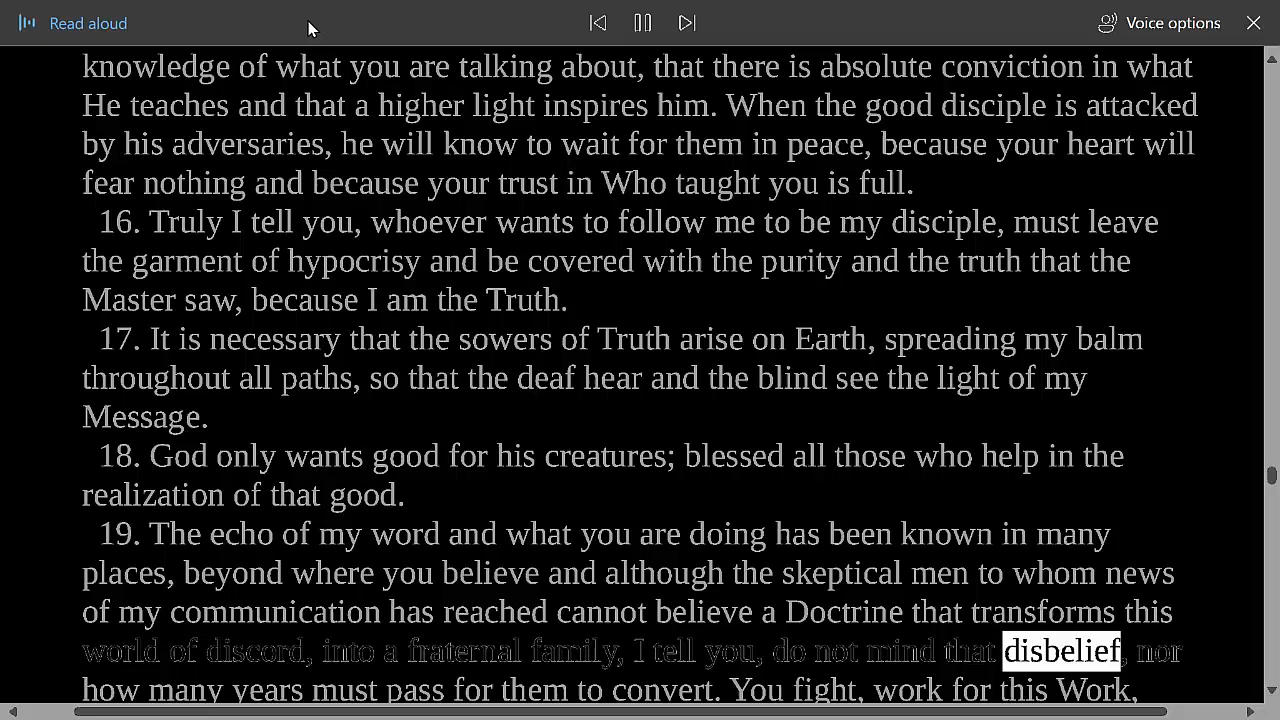 Read aloud
Voice options
knowledge of what you are talking about, that there is absolute conviction in what
He teaches and that a higher light inspires him. When the good disciple is attacked
by his adversaries, he will know to wait for them in peace, because your heart will
fear nothing and because your trust in Who taught you is full.
16. Truly I tell you, whoever wants to follow me to be my disciple, must leave
the garment of hypocrisy and be covered with the purity and the truth that the
Master saw, because I am the Truth.
17. It is necessary that the sowers of Truth arise on Earth, spreading my balm
throughout all paths, so that the deaf hear and the blind see the light of my
Message.
18. God only wants good for his creatures; blessed all those who help in the
realization of that good.
19. The echo of my word and what you are doing has been known in many
places, beyond where you believe and although the skeptical men to whom news
of my communication has reached cannot believe a Doctrine that transforms this
world of discord, into a fraternal family, I tell you, do not mind that disbelief, nor
how many years must pass for them to convert. You fight, work for this Work,